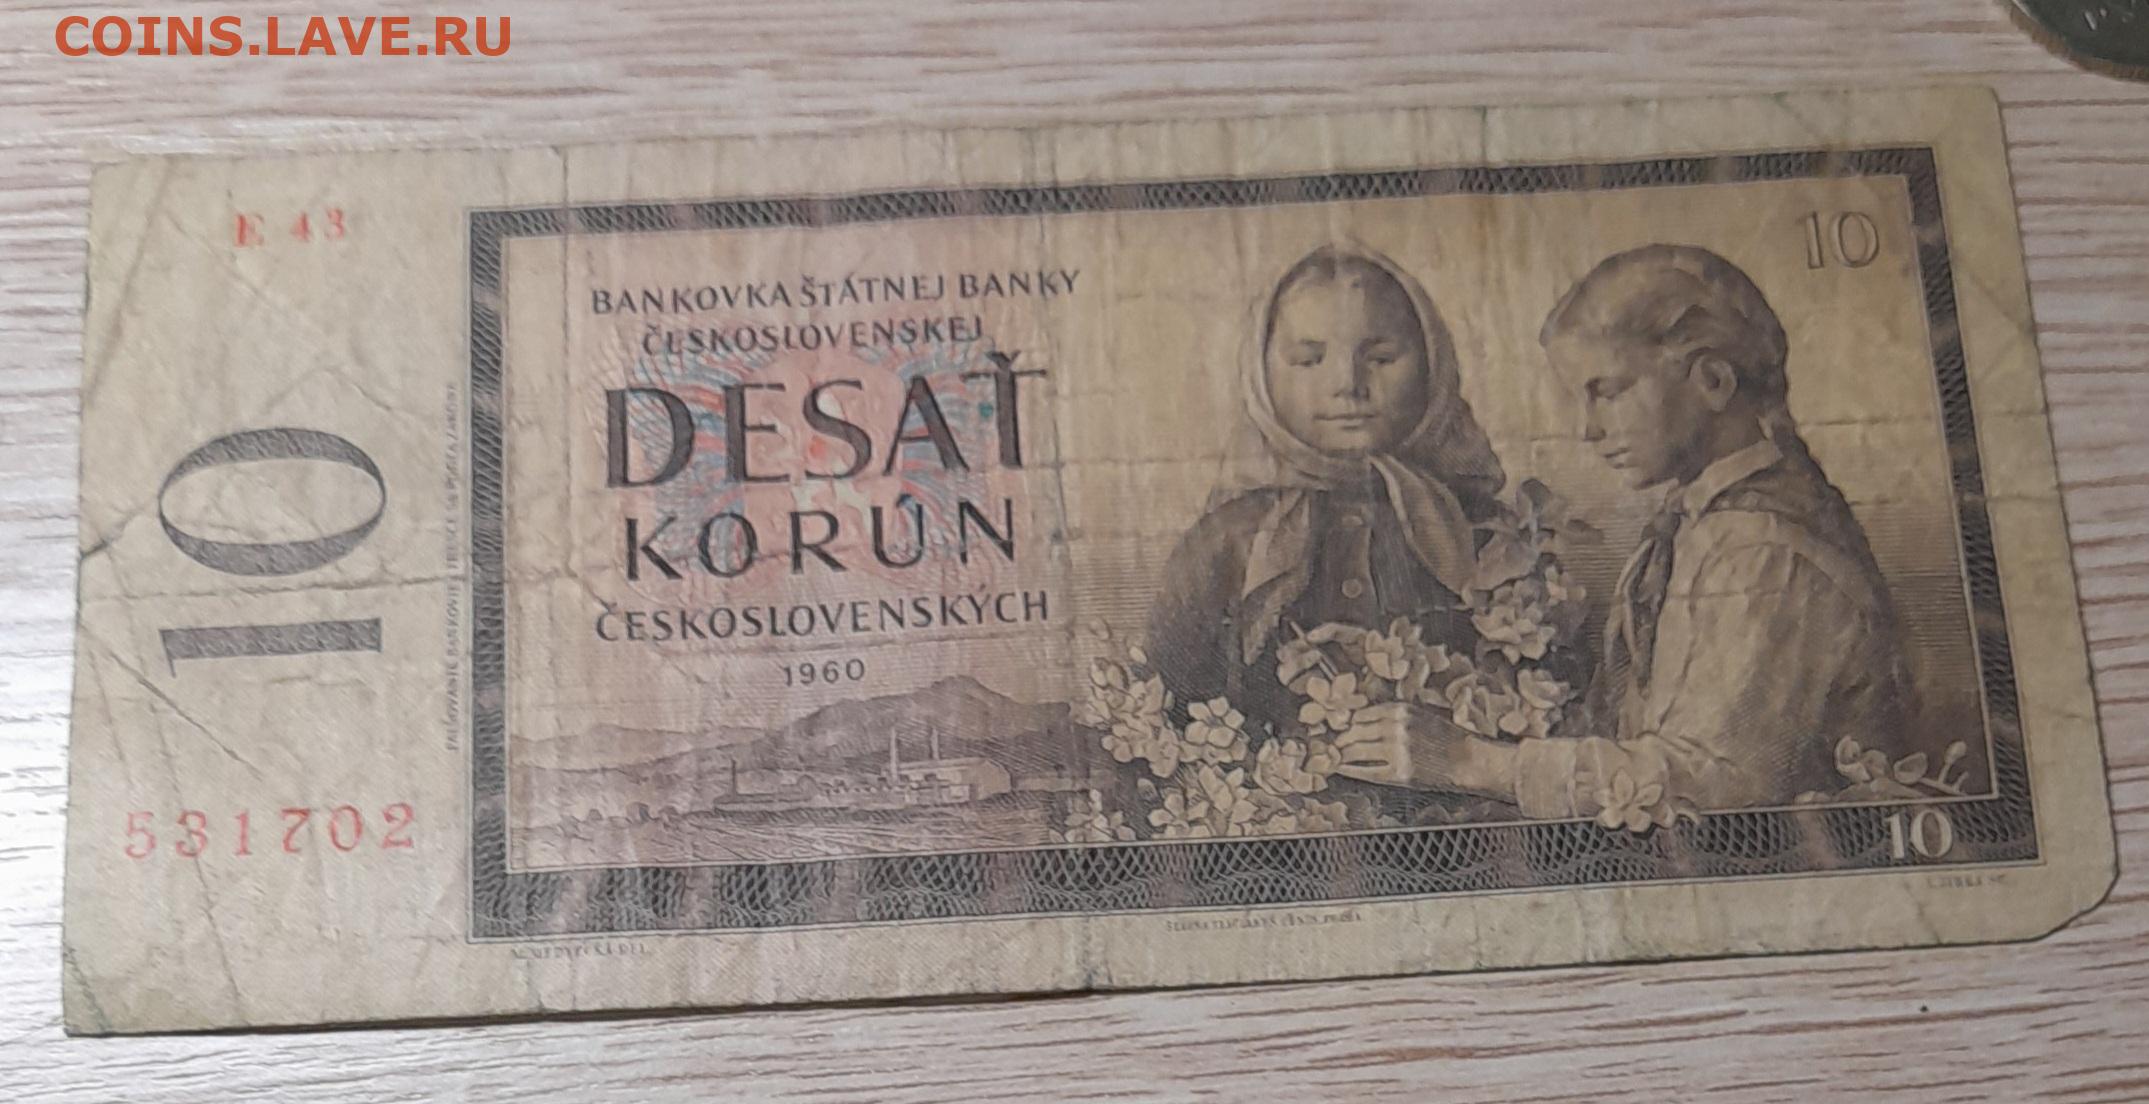 COINS.LAVE.RU
E 43
10
BANKOVKA ŠTÁTNEJ BANKY
ČESKOSLOVENSKEJ
DESAŤ
KORÚN
ČESKOSLOVENSKÝCH
1960
10
10
531702